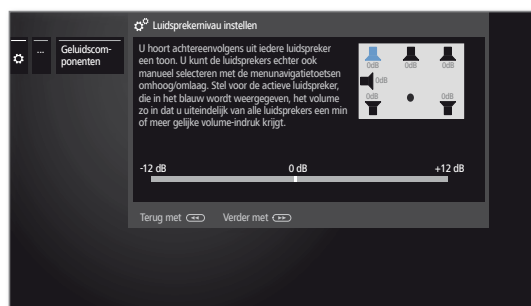 Luidsprekernivau instellen
...
Geluidscom-
ponenten
U hoort achtereenvolgens uit iedere luidspreker
een toon. U kunt de luidsprekers echter ook
manueel selecteren met de menunavigatietoetsen
omhoog/omlaag. Stel voor de actieve luidspreker,
die in het blauw wordt weergegeven, het volume
zo in dat u uiteindelijk van alle luidsprekers een min
of meer gelijke volume-indruk krijgt.
0dB 0dB 0dB
0dB
0dB 0dB
-12 dB 0 dB +12 dB
Terug met Verder met